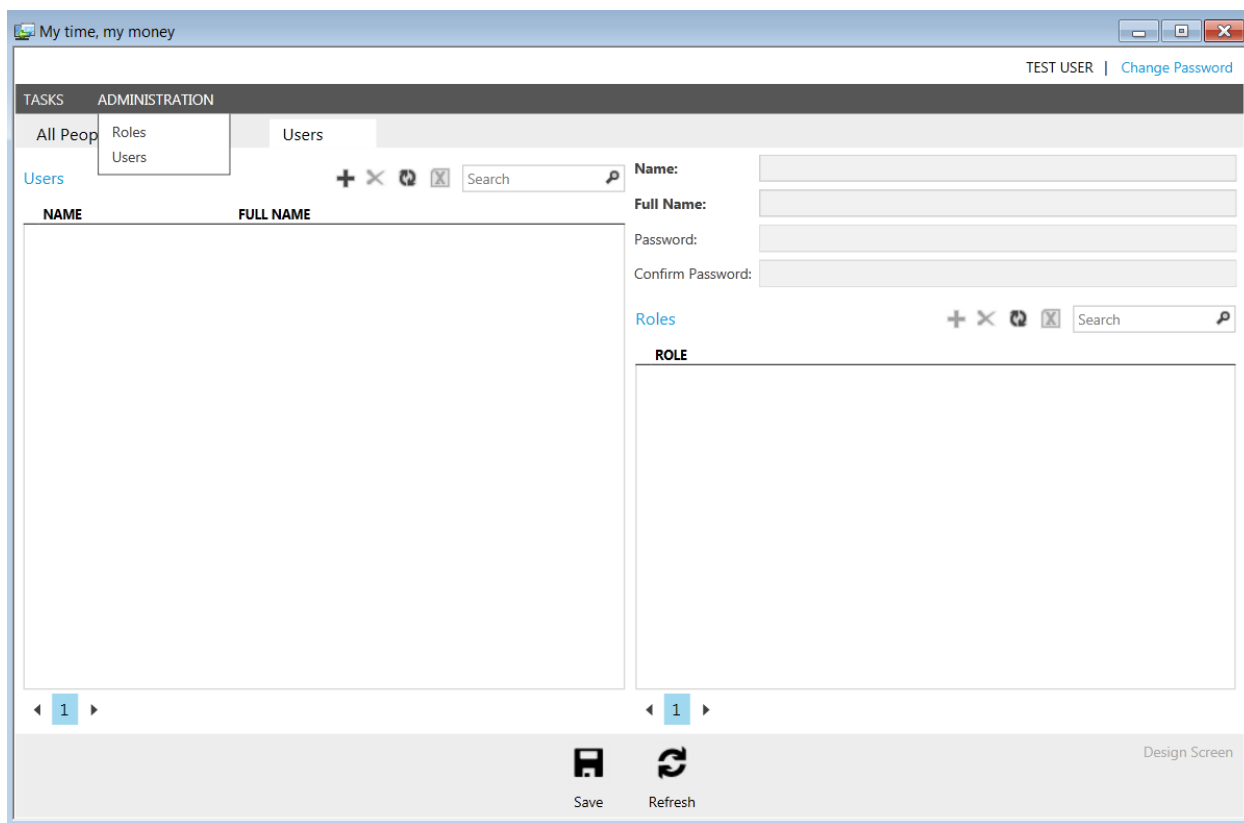 My time, my money
TEST USER | Change Password
TASKS ADMINISTRATION
All Peop
Users
Roles
Users
Users
Search
NAME FULL NAME
Name:
Full Name:
Password:
Confirm Password:
Roles
Search
ROLE
1
1
Save
Refresh
Design Screen